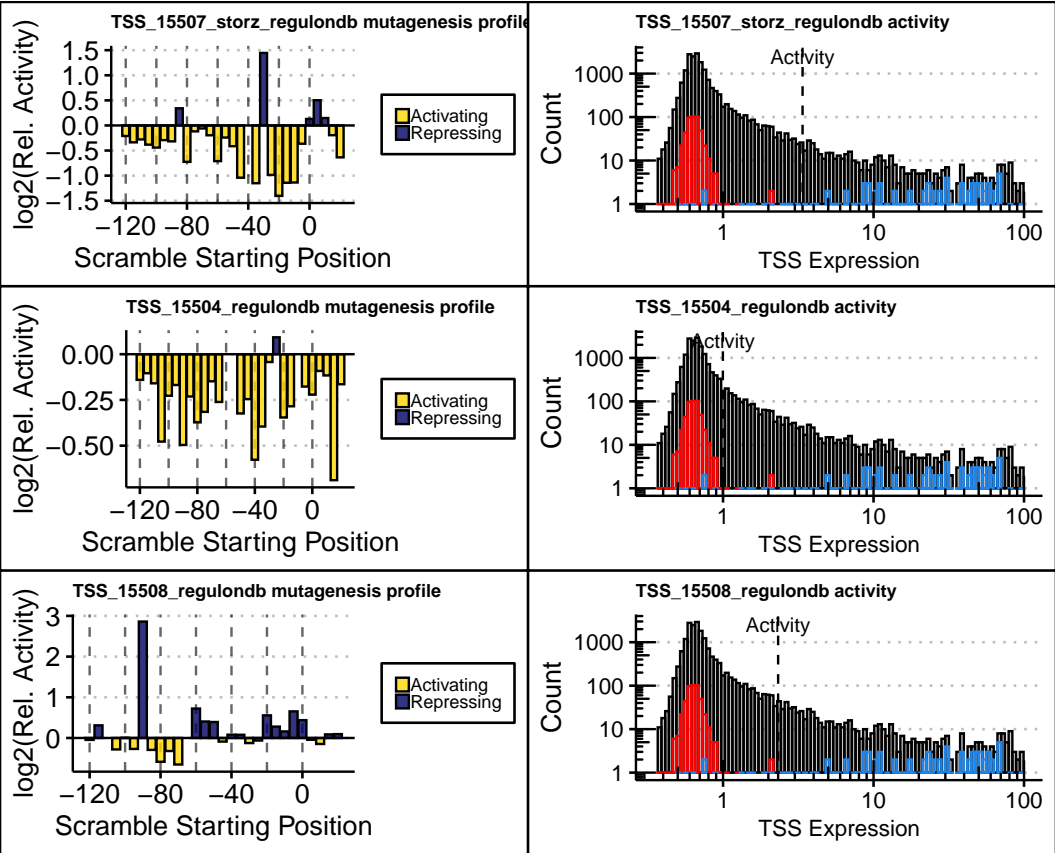 TSS_15507_storz_regulondb mutagenesis profile
log2(Rel. Activity)
1.5
1.0
0.5
0.0
−0.5
−1.0
−1.5
−120 −80 −40 0
Scramble Starting Position
Activating
Repressing
TSS_15507_storz_regulondb activity
Activity
Count
1000
100
10
1
1 10 100
TSS Expression
TSS_15504_regulondb mutagenesis profile
log2(Rel. Activity)
0.00
−0.25
−0.50
−120 −80 −40 0
Scramble Starting Position
Activating
Repressing
TSS_15504_regulondb activity
Activity
Count
1000
100
10
1
1 10 100
TSS Expression
TSS_15508_regulondb mutagenesis profile
log2(Rel. Activity)
3
2
1
0
−120 −80 −40 0
Scramble Starting Position
Activating
Repressing
TSS_15508_regulondb activity
Activity
Count
1000
100
10
1
1 10 100
TSS Expression